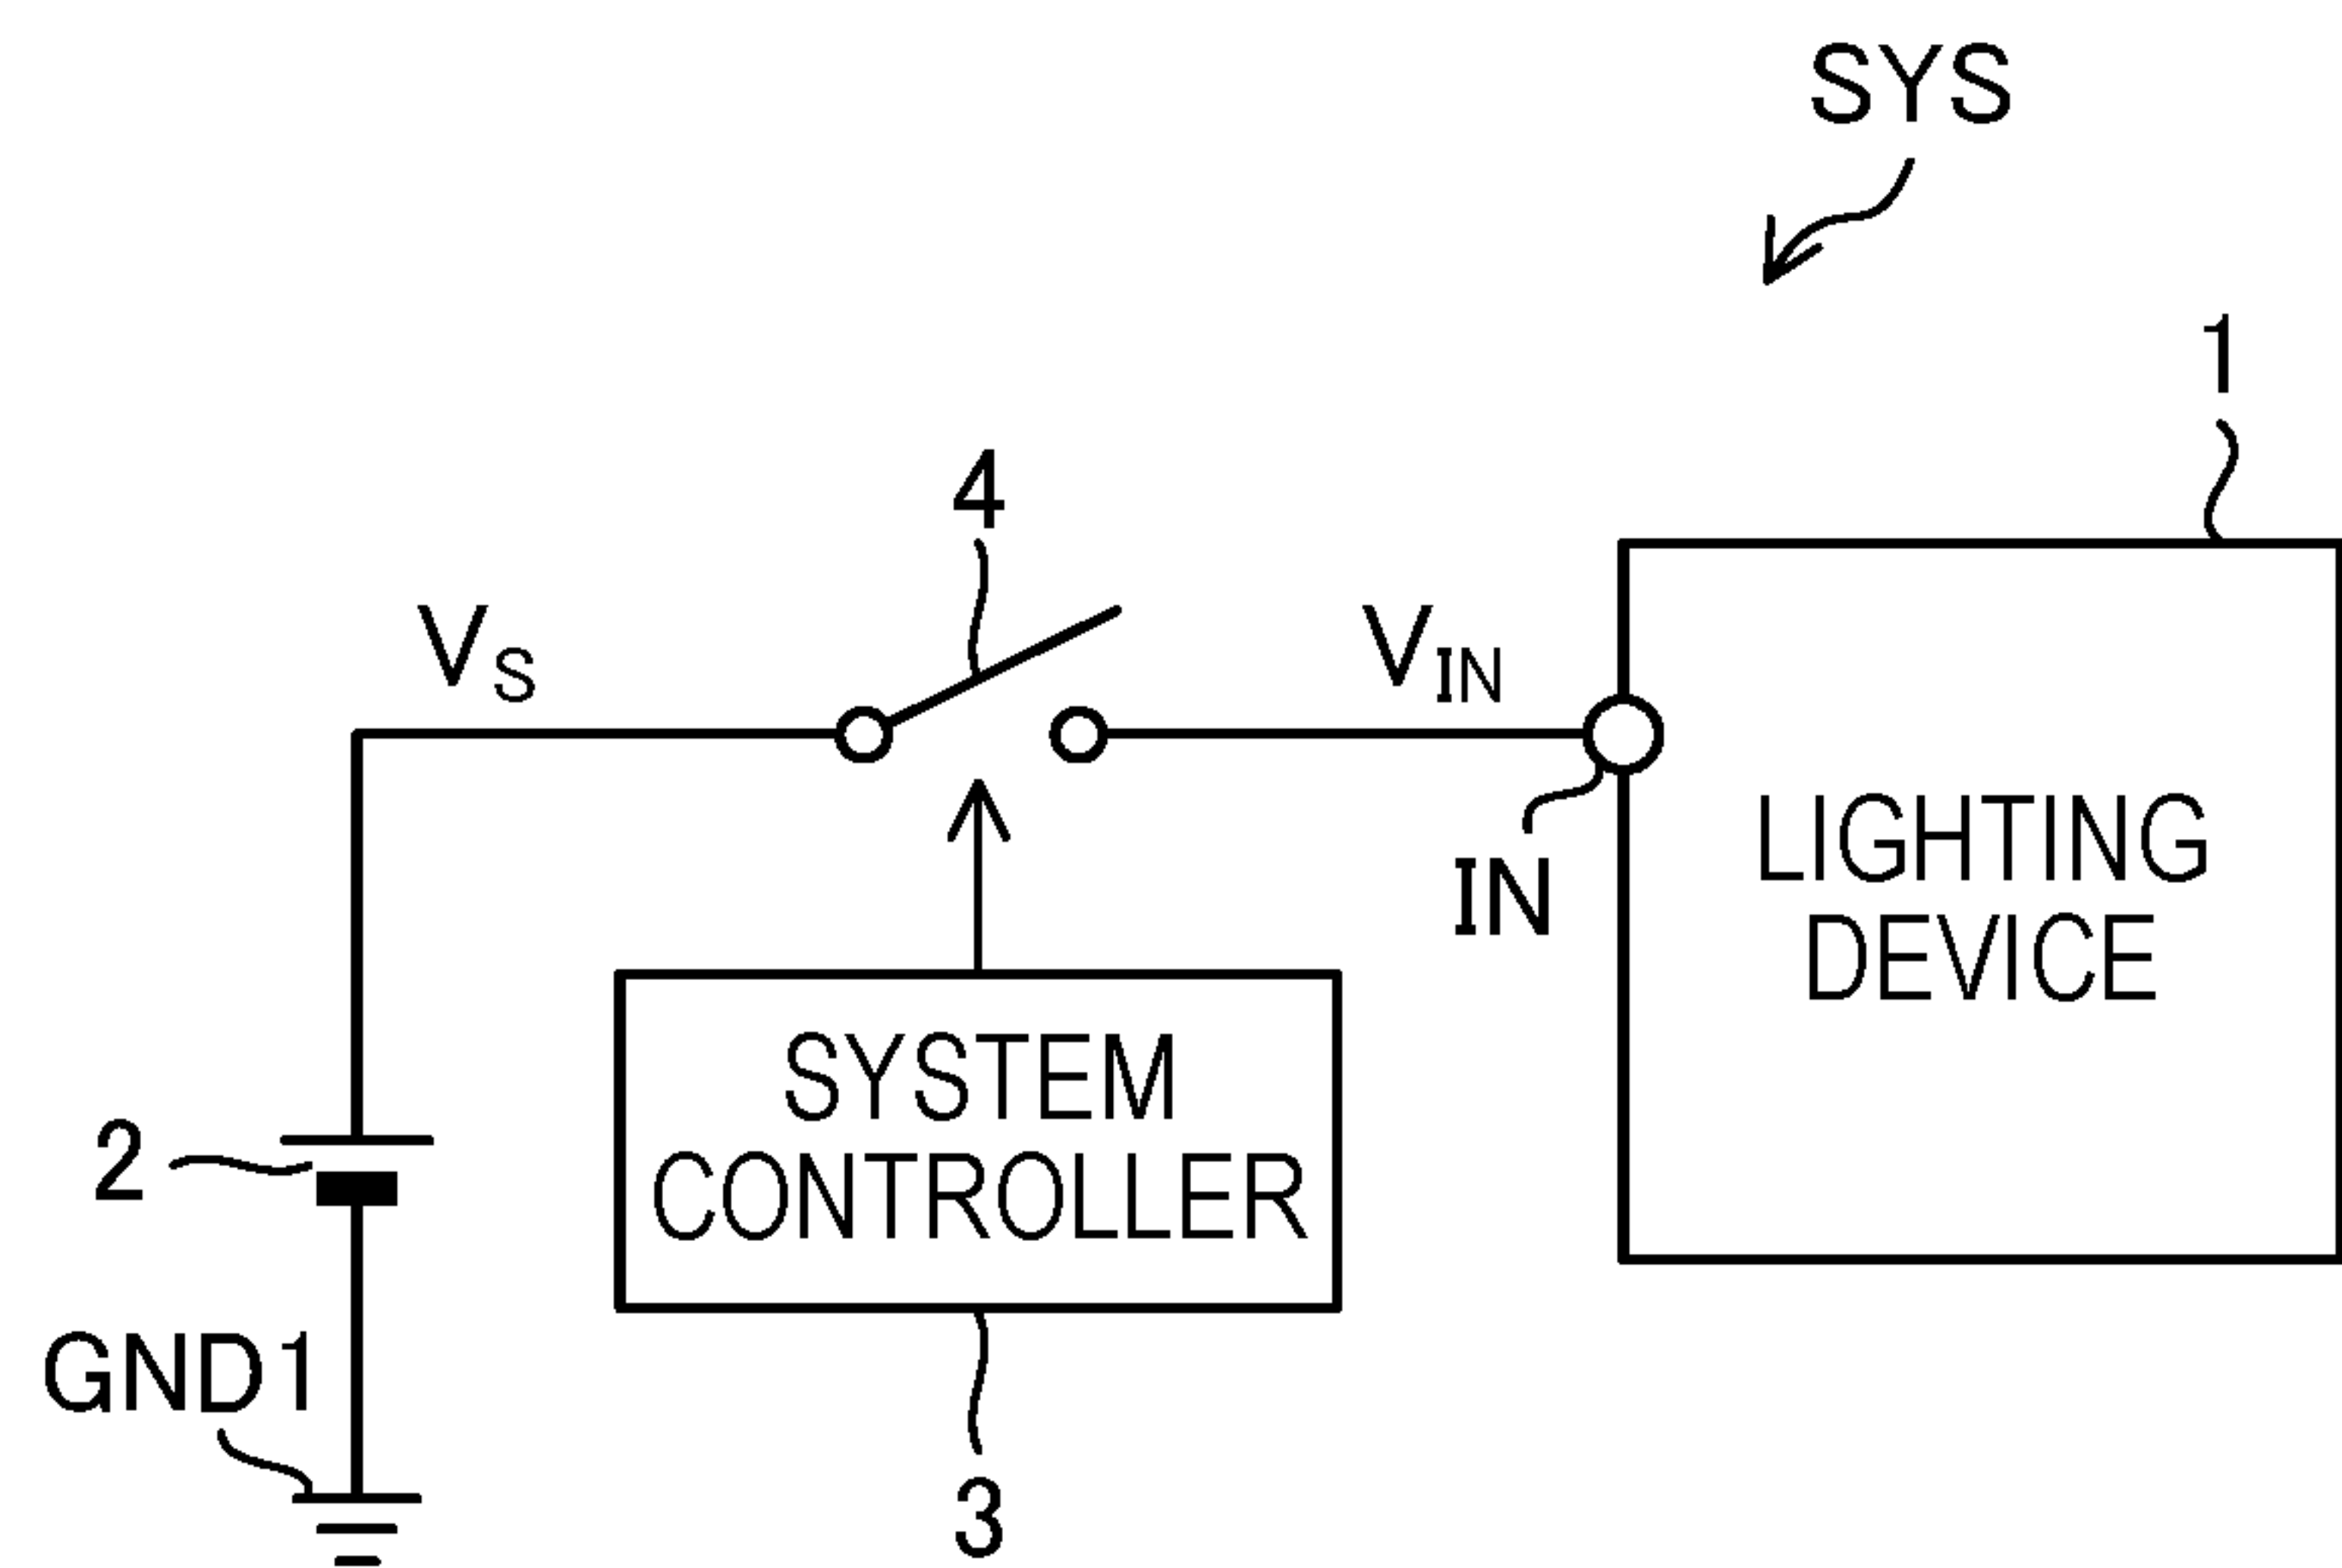 SYS
1
4
VS
VIN
IN
LIGHTING
DEVICE
SYSTEM
CONTROLLER
2
GND1
3